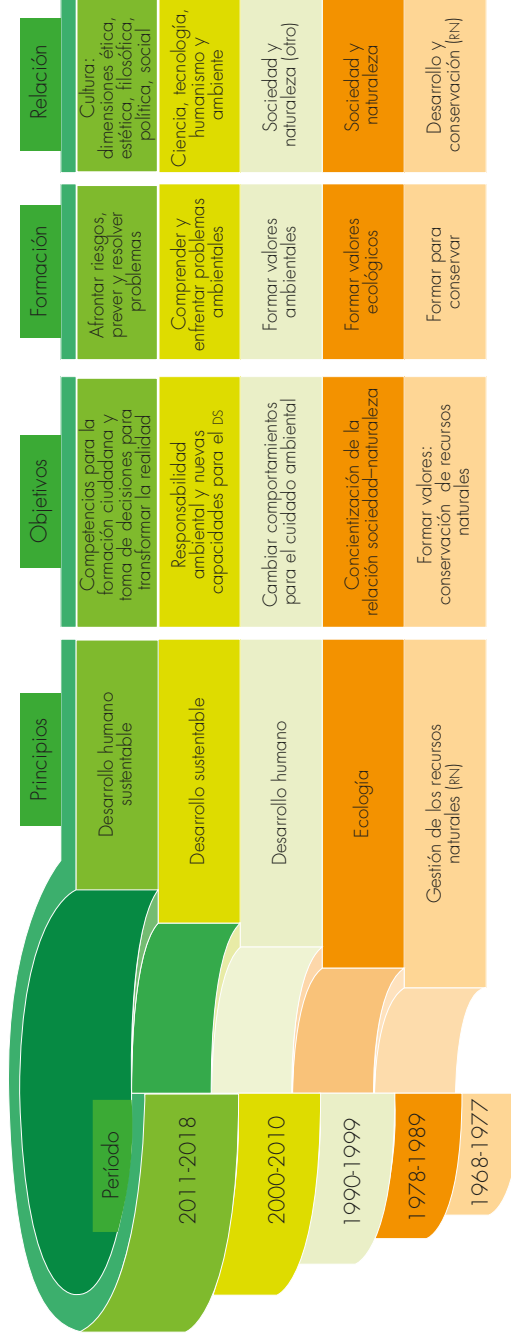 Período
Principios
Objetivos
Formación
Relación
2011-2018
Desarrollo humano
sustentable
Competencias para la
formación ciudadana y
toma de decisiones para
transformar la realidad
Afrontar riesgos,
prever y resolver
problemas
Cultura:
dimensiones ética,
estética, filosófica,
política, social
2000-2010
Desarrollo sustentable
Responsabilidad
ambiental y nuevas
capacidades para el DS
Comprender y
enfrentar problemas
ambientales
Ciencia, tecnología,
humanismo y
ambiente
1990-1999
Desarrollo humano
Cambiar comportamientos
para el cuidado ambiental
Formar valores
ambientales
Sociedad y
naturaleza (otro)
1978-1989
Ecología
Concientización de la
relación sociedad–naturaleza
Formar valores
ecológicos
Sociedad y
naturaleza
1968-1977
Gestión de los recursos
naturales (RN)
Formar valores:
conservación de recursos
naturales
Formar para
conservar
Desarrollo y
conservación (RN)